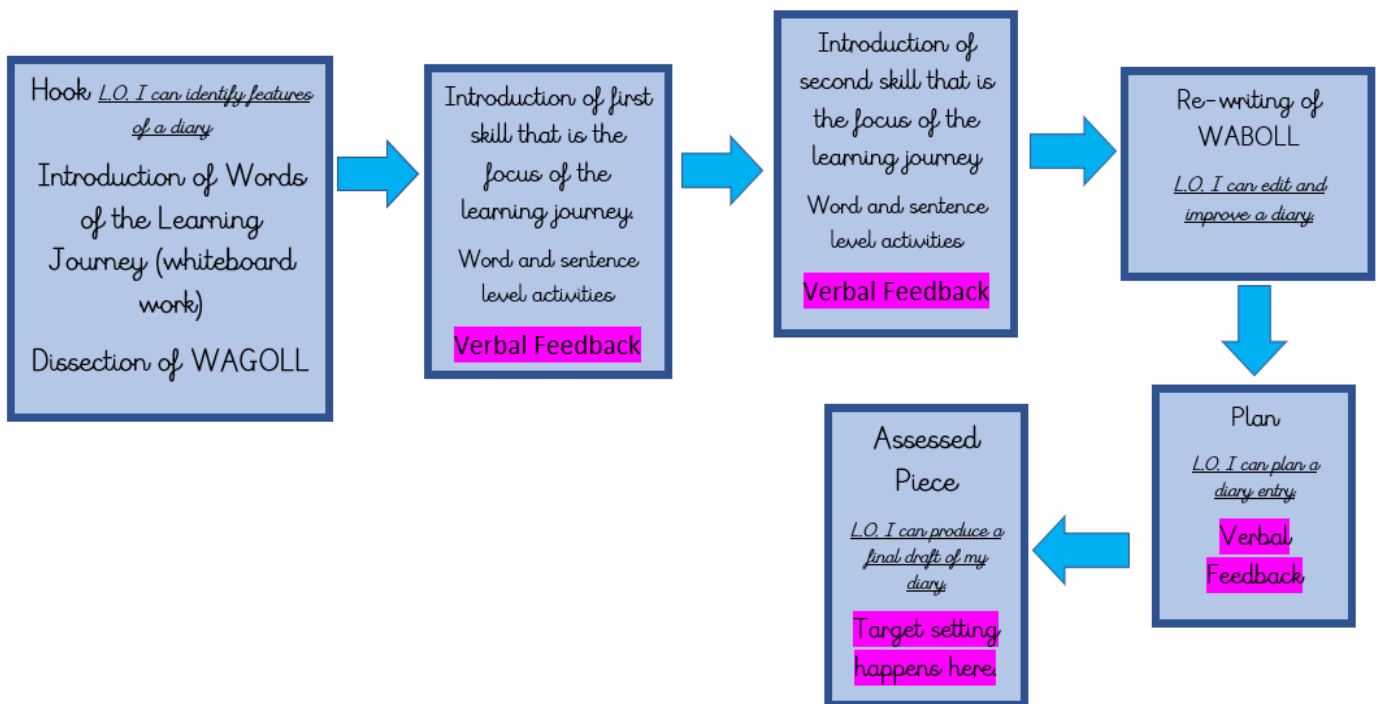 Hook L.O. I can identify features
of a diary
Introduction of Words
of the Learning
Journey (whiteboard
work)
Dissection of WAGOLL
Introduction of first
skill that is the
focus of the
learning journey.
Word and sentence
level activities
Verbal Feedback
Introduction of
second skill that is
the focus of the
learning journey
Word and sentence
level activities
Verbal Feedback
Re-writing of
WABOLL
L.O. I can edit and
improve a diary.
Plan
L.O. I can plan a
diary entry.
Verbal
Feedback
Assessed
Piece
L.O. I can produce a
final draft of my
diary.
Target setting
happens here.